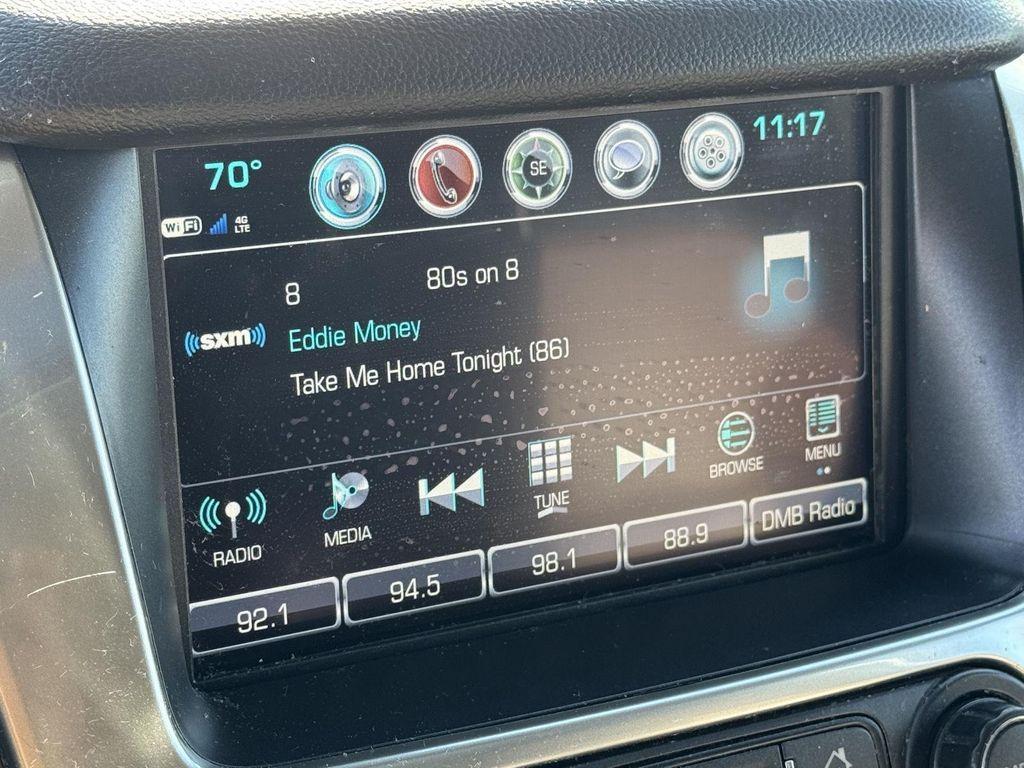 70°
SE
11:17
WiFi
4G
LTE
8
80s on 8
sxm
Eddie Money
Take Me Home Tonight (86)
RADIO
MEDIA
TUNE
BROWSE
MENU
92.1
94.5
98.1
88.9
DMB Radio